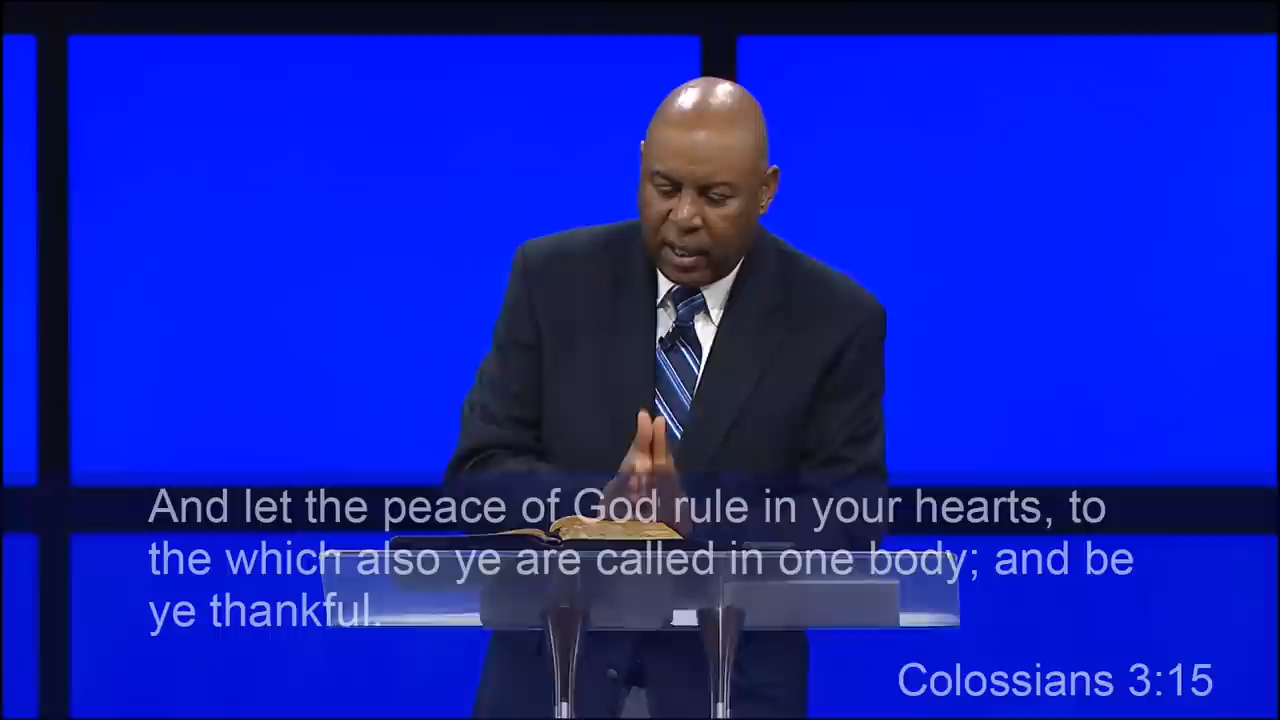 And let the peace of God rule in your hearts, to
the which also ye are called in one body; and be
ye thankful.
Colossians 3:15